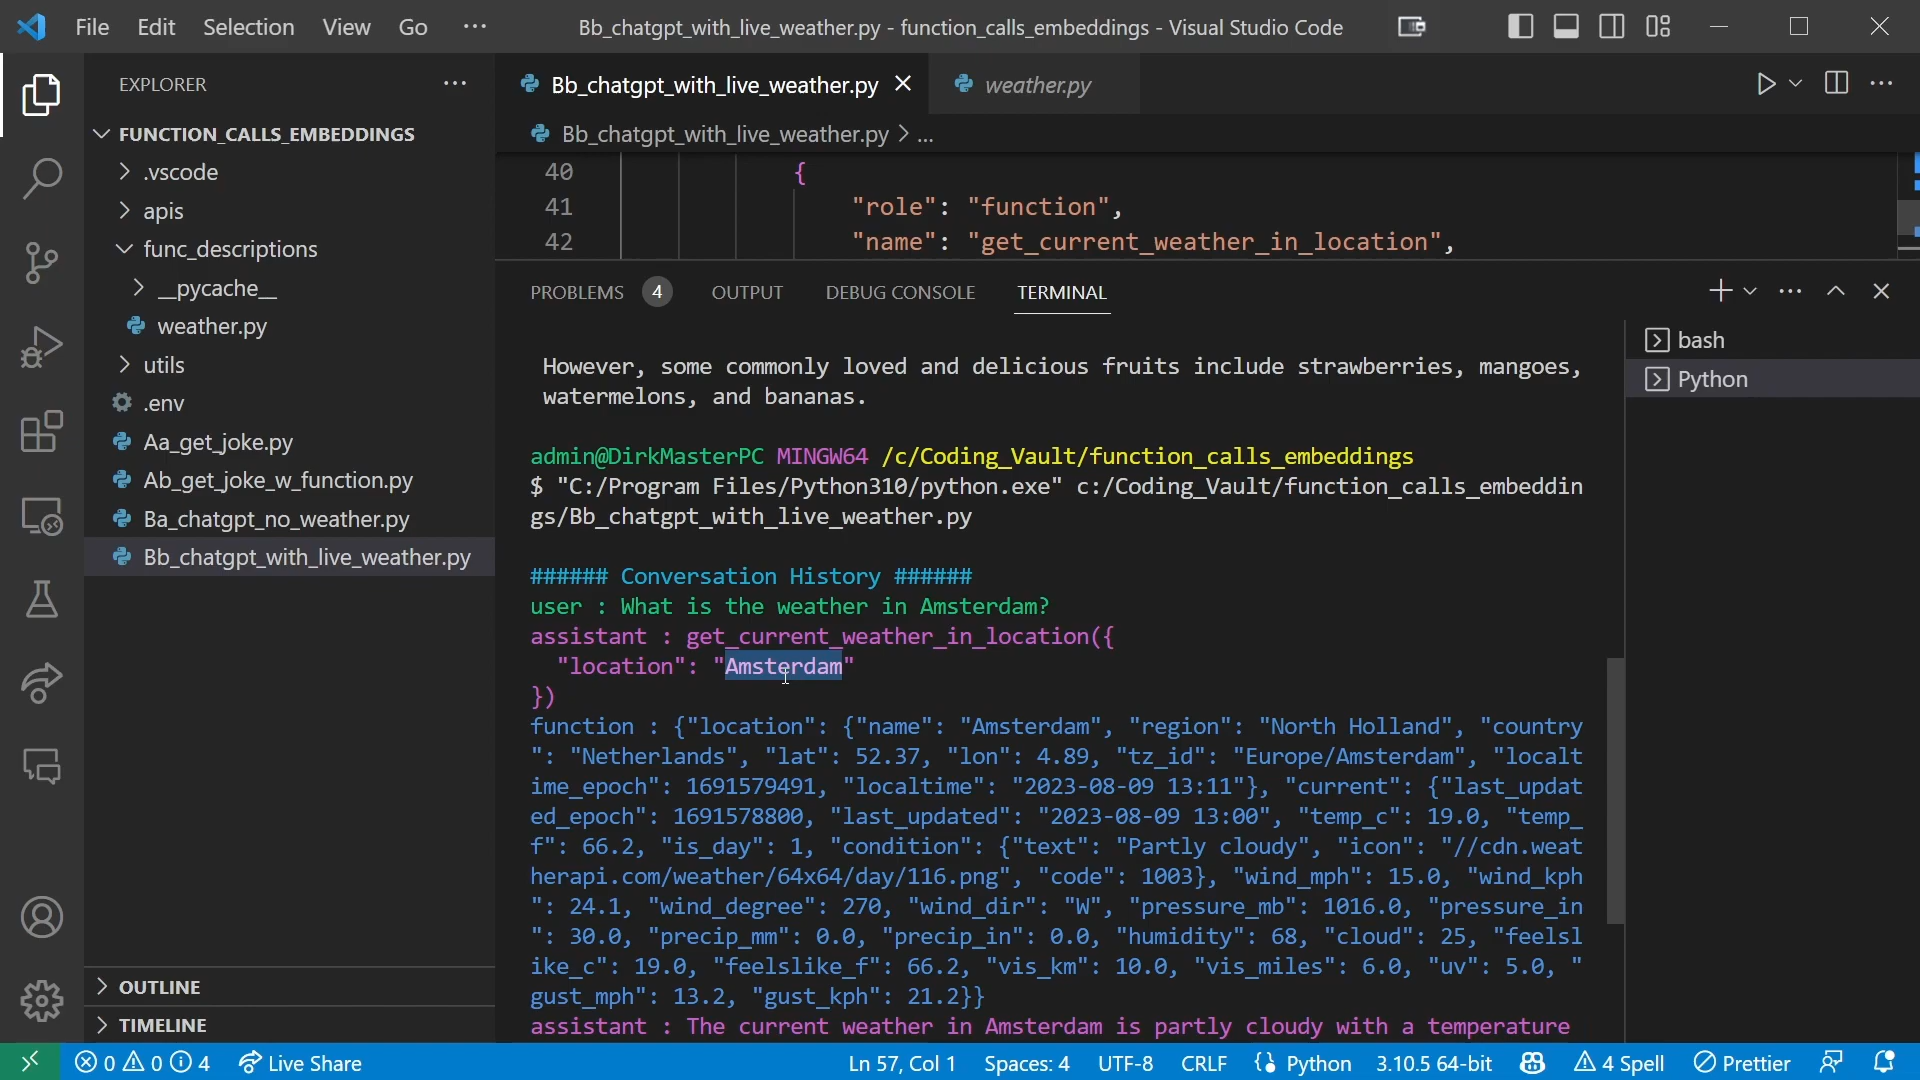 File Edit Selection View Go ··· Bb_chatgpt_with_live_weather.py - function_calls_embeddings - Visual Studio Code
EXPLORER ···
FUNCTION_CALLS_EMBEDDINGS
.vscode
apis
func_descriptions
__pycache__
weather.py
utils
.env
Aa_get_joke.py
Ab_get_joke_w_function.py
Ba_chatgpt_no_weather.py
Bb_chatgpt_with_live_weather.py
OUTLINE
TIMELINE
Bb_chatgpt_with_live_weather.py weather.py
Bb_chatgpt_with_live_weather.py > ...
40 {
41 "role": "function",
42 "name": "get_current_weather_in_location",
PROBLEMS 4 OUTPUT DEBUG CONSOLE TERMINAL
bash
Python
However, some commonly loved and delicious fruits include strawberries, mangoes,
watermelons, and bananas.
admin@DirkMasterPC MINGW64 /c/Coding_Vault/function_calls_embeddings
$ "C:/Program Files/Python310/python.exe" c:/Coding_Vault/function_calls_embeddin
gs/Bb_chatgpt_with_live_weather.py
###### Conversation History ######
user : What is the weather in Amsterdam?
assistant : get_current_weather_in_location({
"location": "Amsterdam"
})
function : {"location": {"name": "Amsterdam", "region": "North Holland", "country
": "Netherlands", "lat": 52.37, "lon": 4.89, "tz_id": "Europe/Amsterdam", "localt
ime_epoch": 1691579491, "localtime": "2023-08-09 13:11"}, "current": {"last_updat
ed_epoch": 1691578800, "last_updated": "2023-08-09 13:00", "temp_c": 19.0, "temp_
f": 66.2, "is_day": 1, "condition": {"text": "Partly cloudy", "icon": "//cdn.weat
herapi.com/weather/64x64/day/116.png", "code": 1003}, "wind_mph": 15.0, "wind_kph
": 24.1, "wind_degree": 270, "wind_dir": "W", "pressure_mb": 1016.0, "pressure_in
": 30.0, "precip_mm": 0.0, "precip_in": 0.0, "humidity": 68, "cloud": 25, "feelsl
ike_c": 19.0, "feelslike_f": 66.2, "vis_km": 10.0, "vis_miles": 6.0, "uv": 5.0, "
gust_mph": 13.2, "gust_kph": 21.2}}
assistant : The current weather in Amsterdam is partly cloudy with a temperature
0 0 4 Live Share Ln 57, Col 1 Spaces: 4 UTF-8 CRLF Python 3.10.5 64-bit 4 Spell Prettier